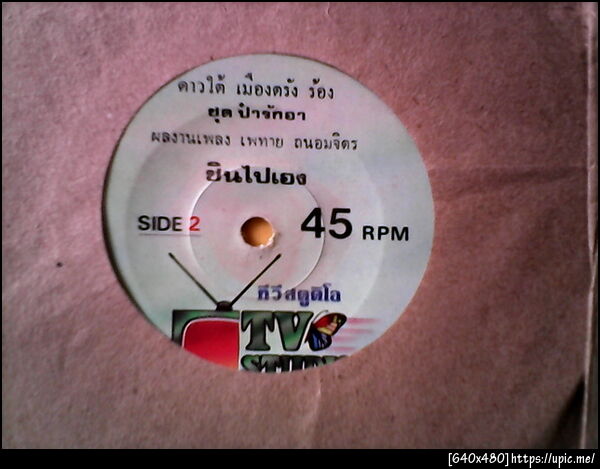 ดาวใต้ เมืองตรัง ร้อง
ชุด ป๋ารักอา
ผลงานเพลง เพทาย ถนอมจิตร
ชินไปเอง
SIDE 2
45 RPM
ทีวีสตูดิโอ
TV
[640x480]https://upic.me/